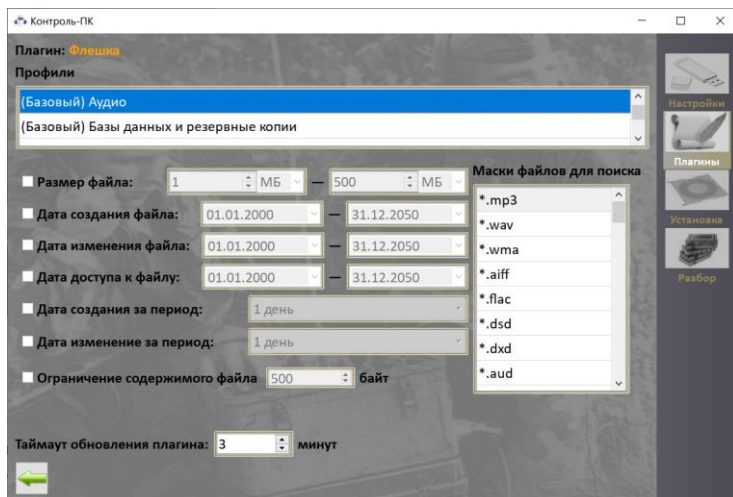 Контроль-ПК
Плагин: Флешка
Профили
(Базовый) Аудио
(Базовый) Базы данных и резервные копии
Настройки
Плагины
Установка
Разбор
Размер файла: 1 МБ — 500 МБ
Дата создания файла: 01.01.2000 — 31.12.2050
Дата изменения файла: 01.01.2000 — 31.12.2050
Дата доступа к файлу: 01.01.2000 — 31.12.2050
Дата создания за период: 1 день
Дата изменение за период: 1 день
Ограничение содержимого файла 500 байт
Маски файлов для поиска
*.mp3
*.wav
*.wma
*.aiff
*.flac
*.dsd
*.dxd
*.aud
Таймаут обновления плагина: 3 минут